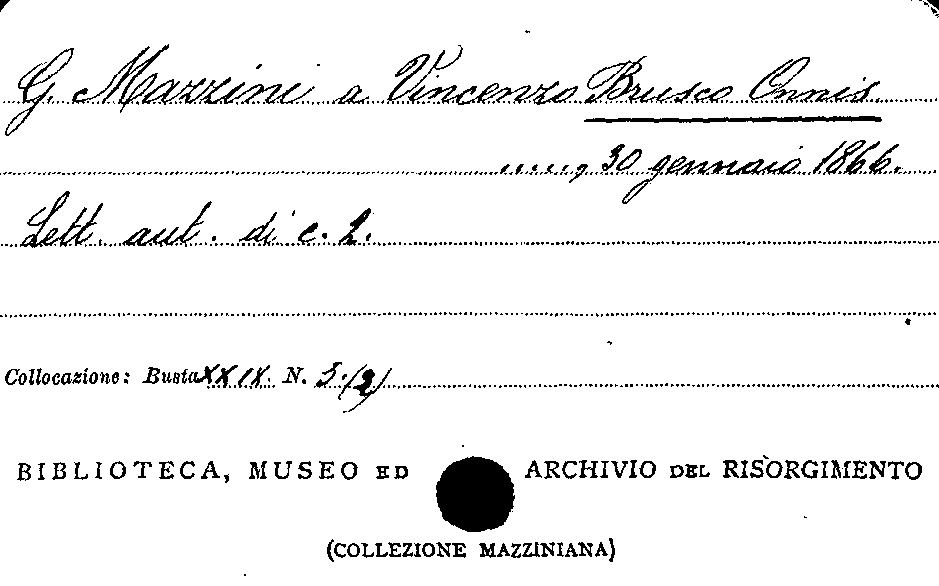 G. Mazzini a Vincenzo Brusco Onnis.
....., 30 gennaio 1866.
Lett. aut. di c. 2.
Collocazione: Busta XXIX. N. 5.(2)
BIBLIOTECA, MUSEO ED ARCHIVIO DEL RISORGIMENTO
(COLLEZIONE MAZZINIANA)